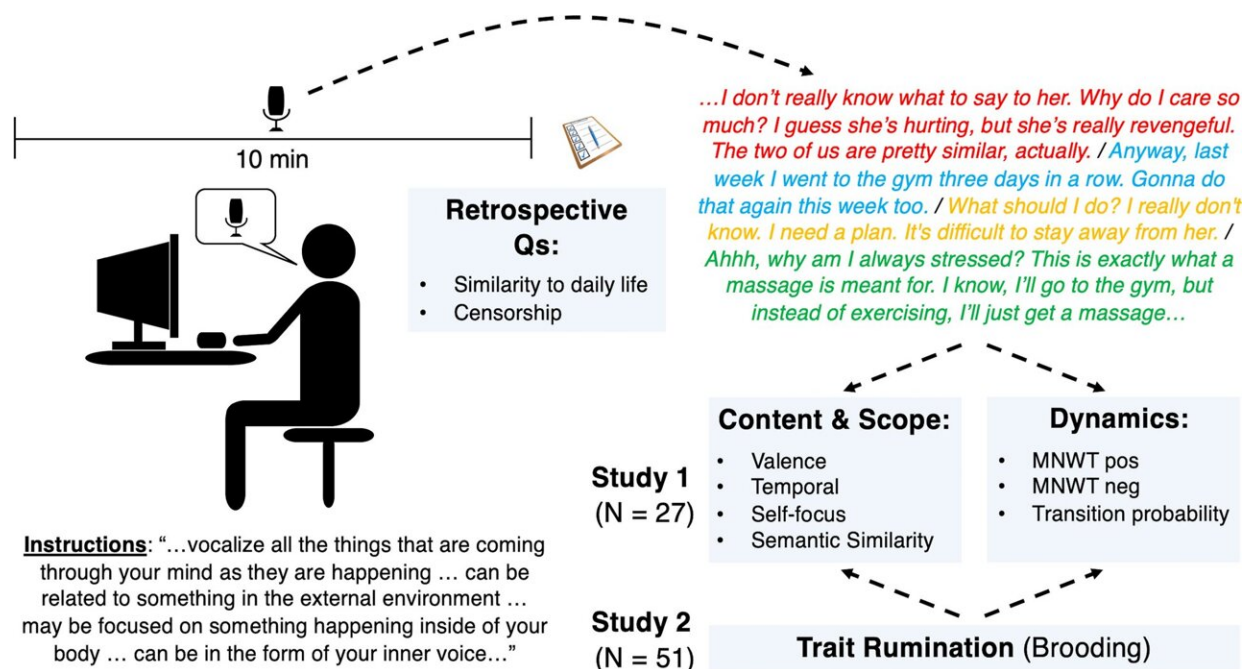 10 min
Retrospective
Qs:
• Similarity to daily life
• Censorship
Instructions: “…vocalize all the things that are coming
through your mind as they are happening … can be
related to something in the external environment …
may be focused on something happening inside of your
body … can be in the form of your inner voice…”
…I don’t really know what to say to her. Why do I care so
much? I guess she’s hurting, but she’s really revengeful.
The two of us are pretty similar, actually. / Anyway, last
week I went to the gym three days in a row. Gonna do
that again this week too. / What should I do? I really don't
know. I need a plan. It's difficult to stay away from her. /
Ahhh, why am I always stressed? This is exactly what a
massage is meant for. I know, I’ll go to the gym, but
instead of exercising, I’ll just get a massage…
Study 1
(N = 27)
Content & Scope:
• Valence
• Temporal
• Self-focus
• Semantic Similarity
Dynamics:
• MNWT pos
• MNWT neg
• Transition probability
Study 2
(N = 51)
Trait Rumination (Brooding)